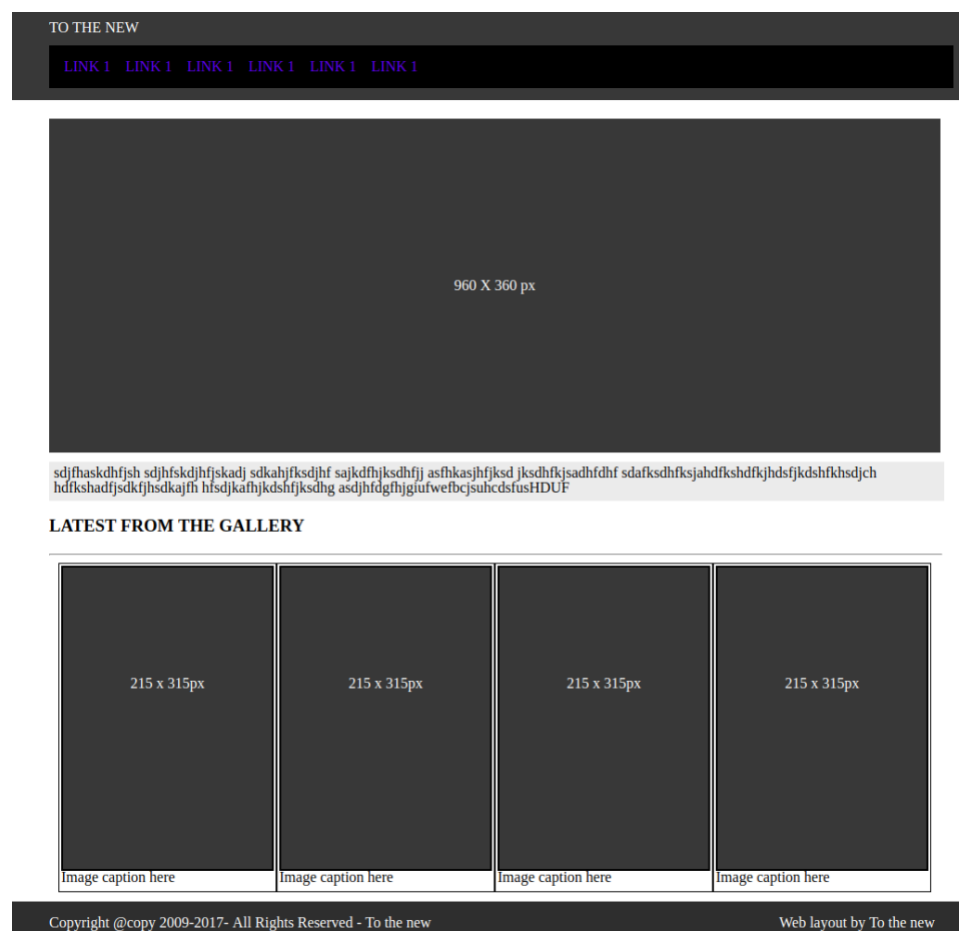 TO THE NEW
LINK 1 LINK 1 LINK 1 LINK 1 LINK 1 LINK 1
960 X 360 px
sdjfhaskdhfjsh sdjhfskdjhfjskadj sdkahjfksdjhf sajkdfhjksdhfjj asfhkasjhfjksd jksdhfkjsadhfdhf sdafksdhfksjahdfkshdfkjhdsfjkdshfkhsdjch
hdfkshadfjsdkfjhsdkajfh hfsdjkafhjkdshfjksdhg asdjhfdgfhjgiufwefbcjsuhcdsfusHDUF
LATEST FROM THE GALLERY
215 x 315px 215 x 315px 215 x 315px 215 x 315px
Image caption here Image caption here Image caption here Image caption here
Copyright @copy 2009-2017- All Rights Reserved - To the new Web layout by To the new